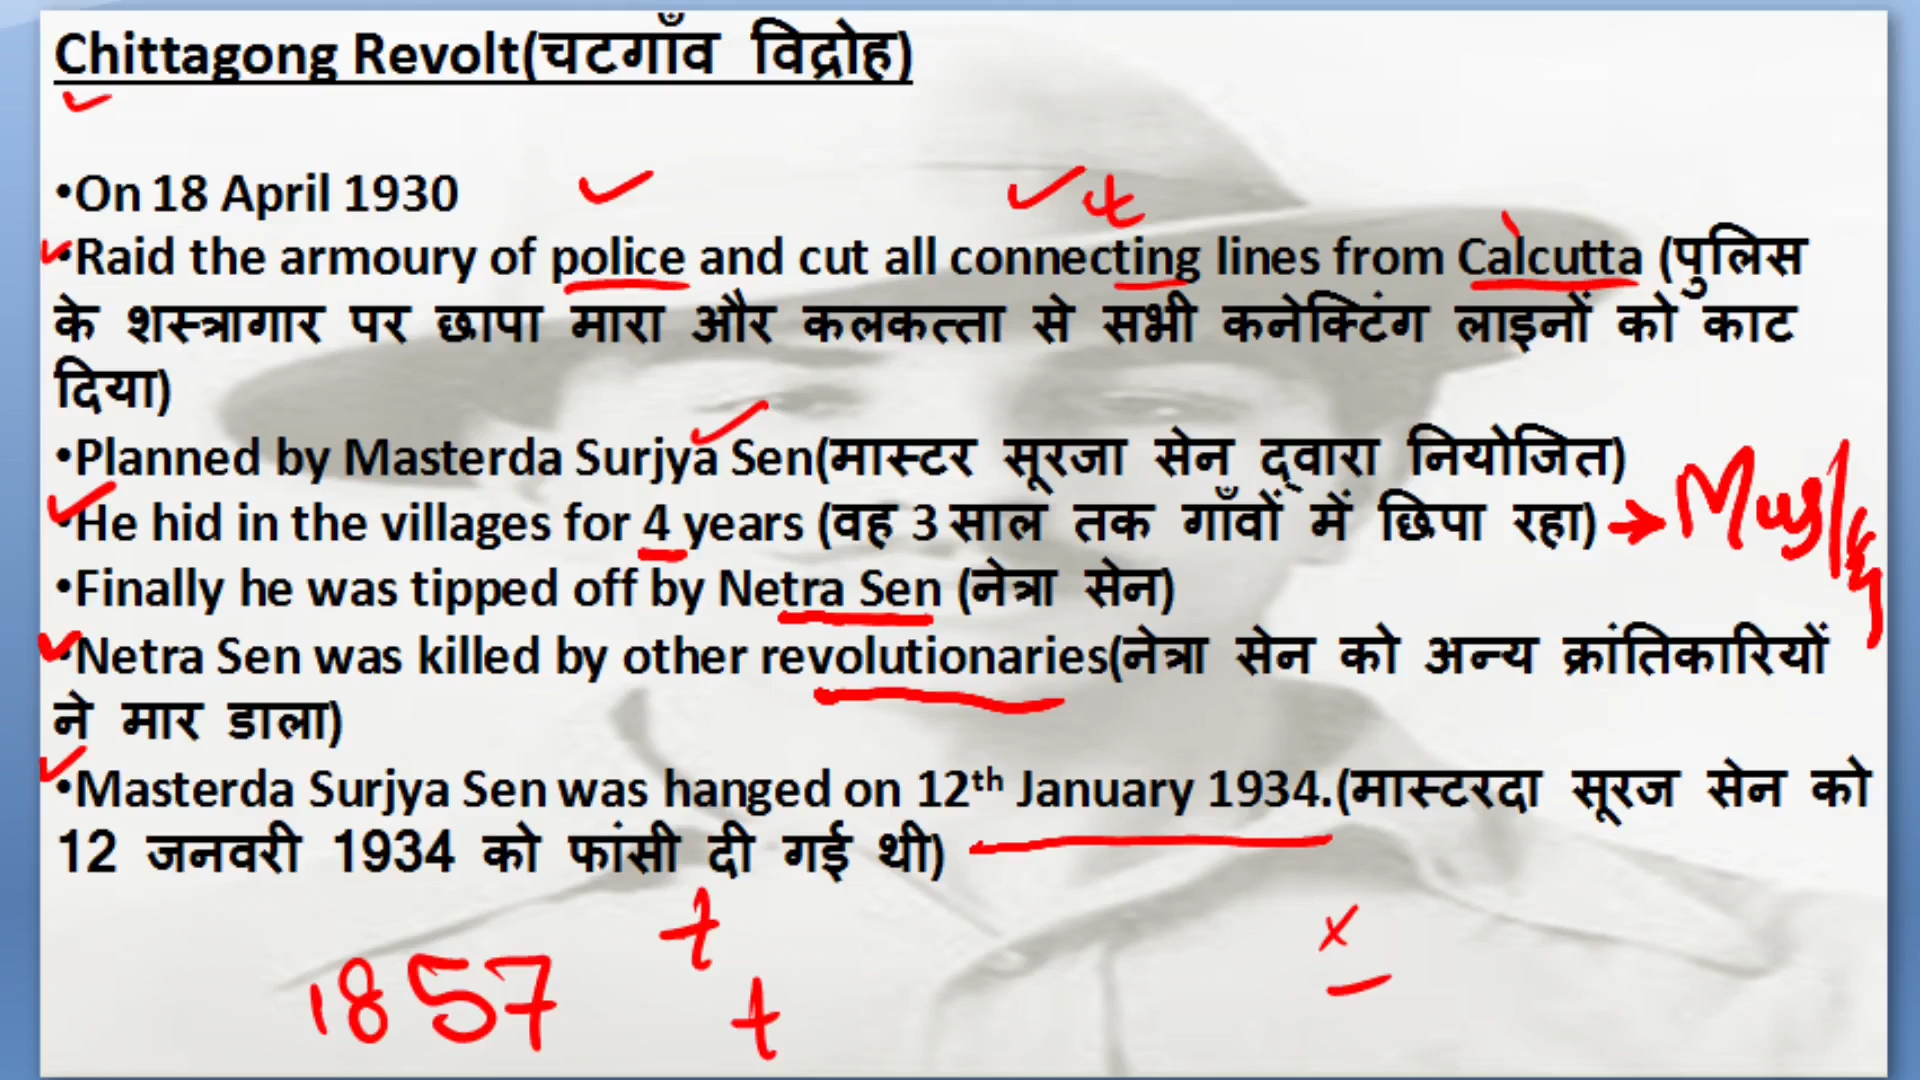 Chittagong Revolt(चटगाँव विद्रोह)
•On 18 April 1930
•Raid the armoury of police and cut all connecting lines from Calcutta (पुलिस
के शस्त्रागार पर छापा मारा और कलकत्ता से सभी कनेक्टिंग लाइनों को काट
दिया)
•Planned by Masterda Surjya Sen(मास्टर सूरजा सेन द्वारा नियोजित)
•He hid in the villages for 4 years (वह 3 साल तक गाँवों में छिपा रहा)
•Finally he was tipped off by Netra Sen (नेत्रा सेन)
•Netra Sen was killed by other revolutionaries(नेत्रा सेन को अन्य क्रांतिकारियों
ने मार डाला)
•Masterda Surjya Sen was hanged on 12th January 1934.(मास्टरदा सूरज सेन को
12 जनवरी 1934 को फांसी दी गई थी)
1857